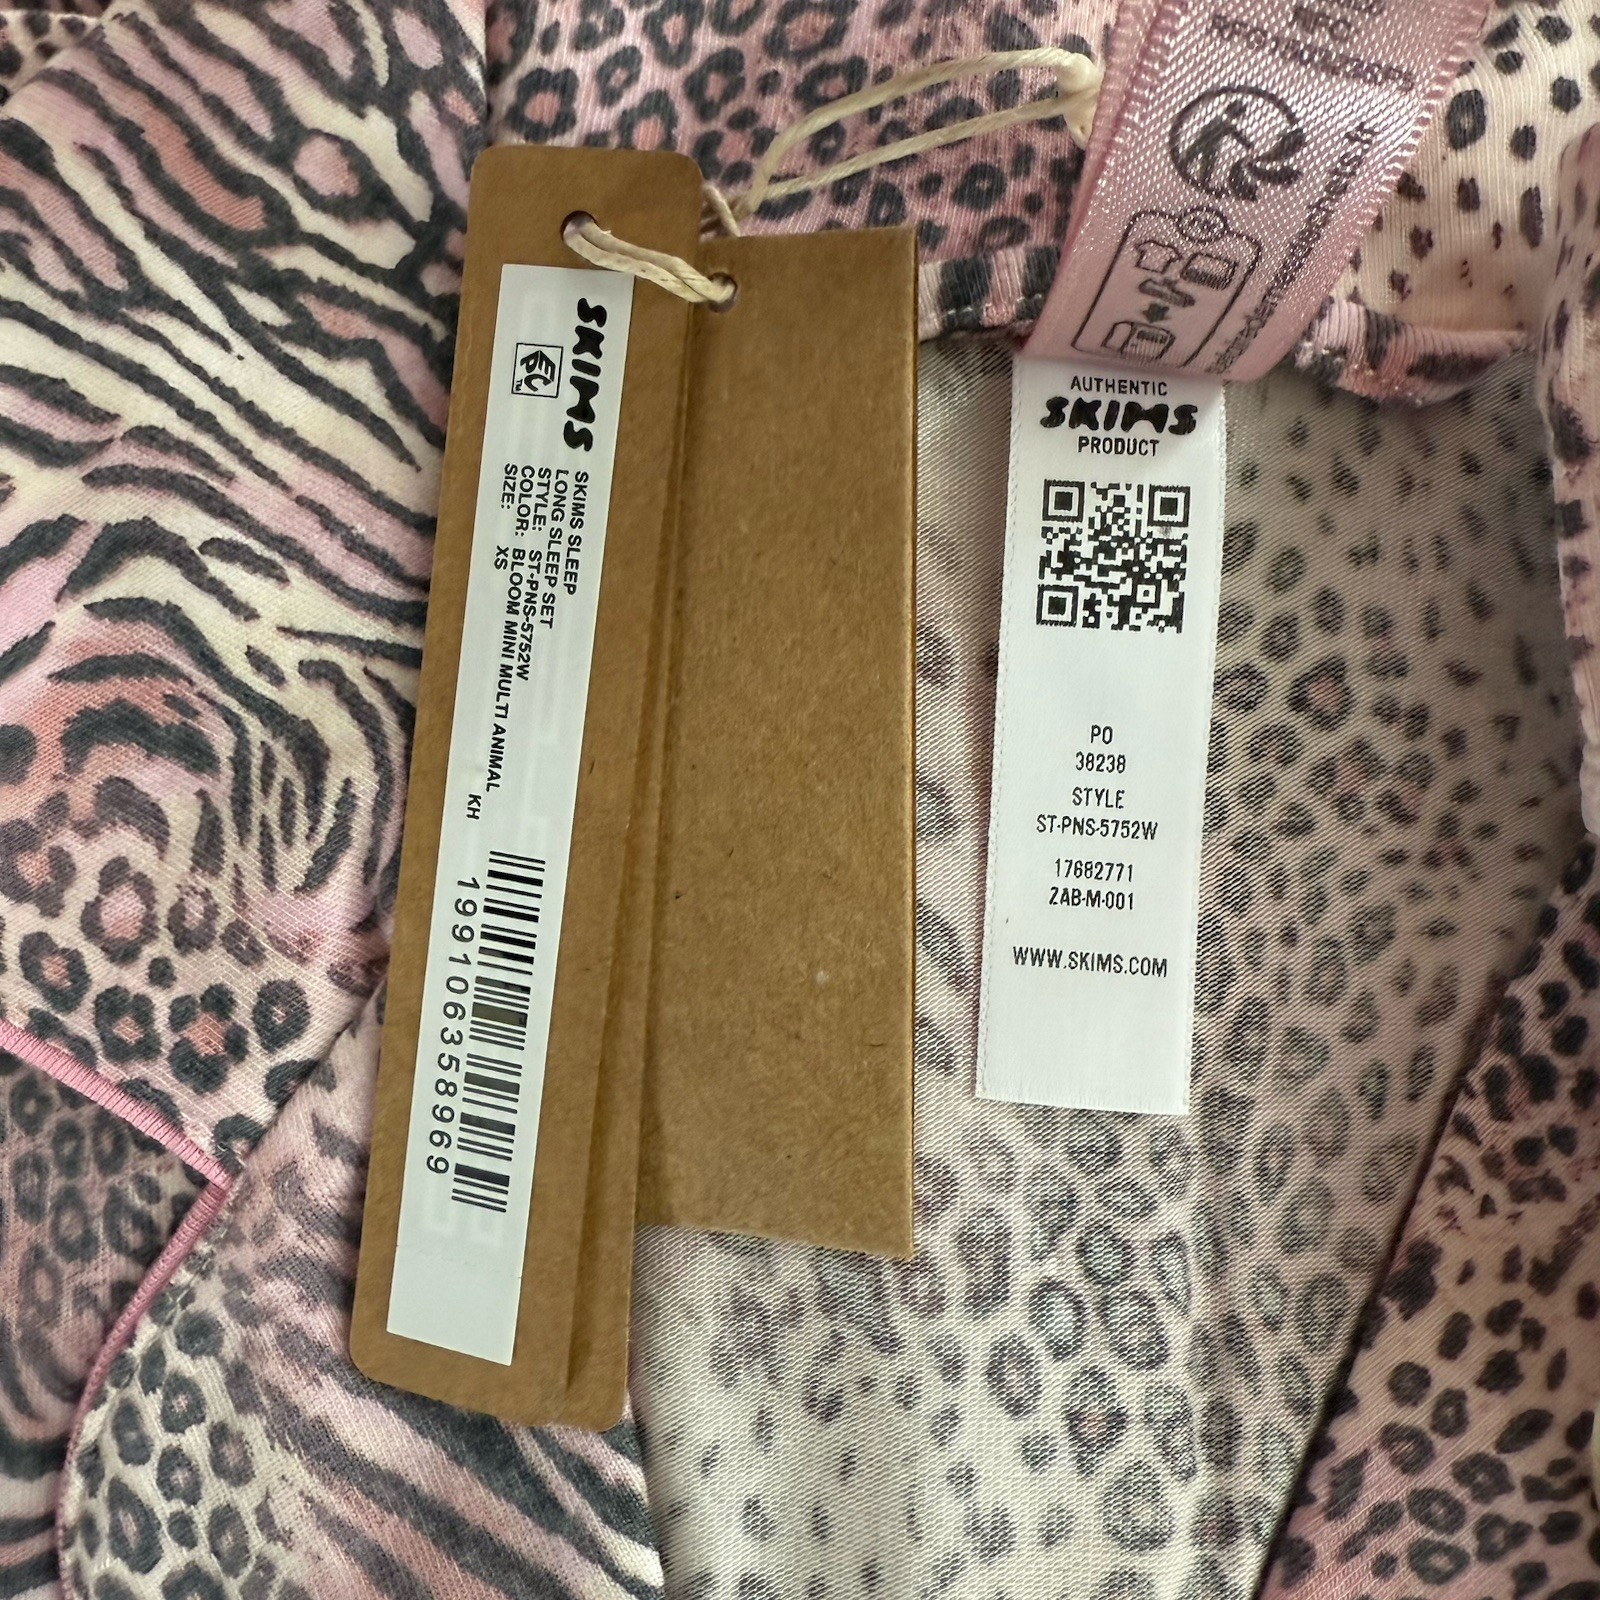 SKIMS
EPC™
SKIMS SLEEP
LONG SLEEP SET
STYLE: ST-PNS-5752W
COLOR: BLOOM MINI MULTI ANIMAL
SIZE: XS KH
199106358969
AUTHENTIC
SKIMS
PRODUCT
PO
38238
STYLE
ST-PNS-5752W
17682771
ZAB-M-001
WWW.SKIMS.COM